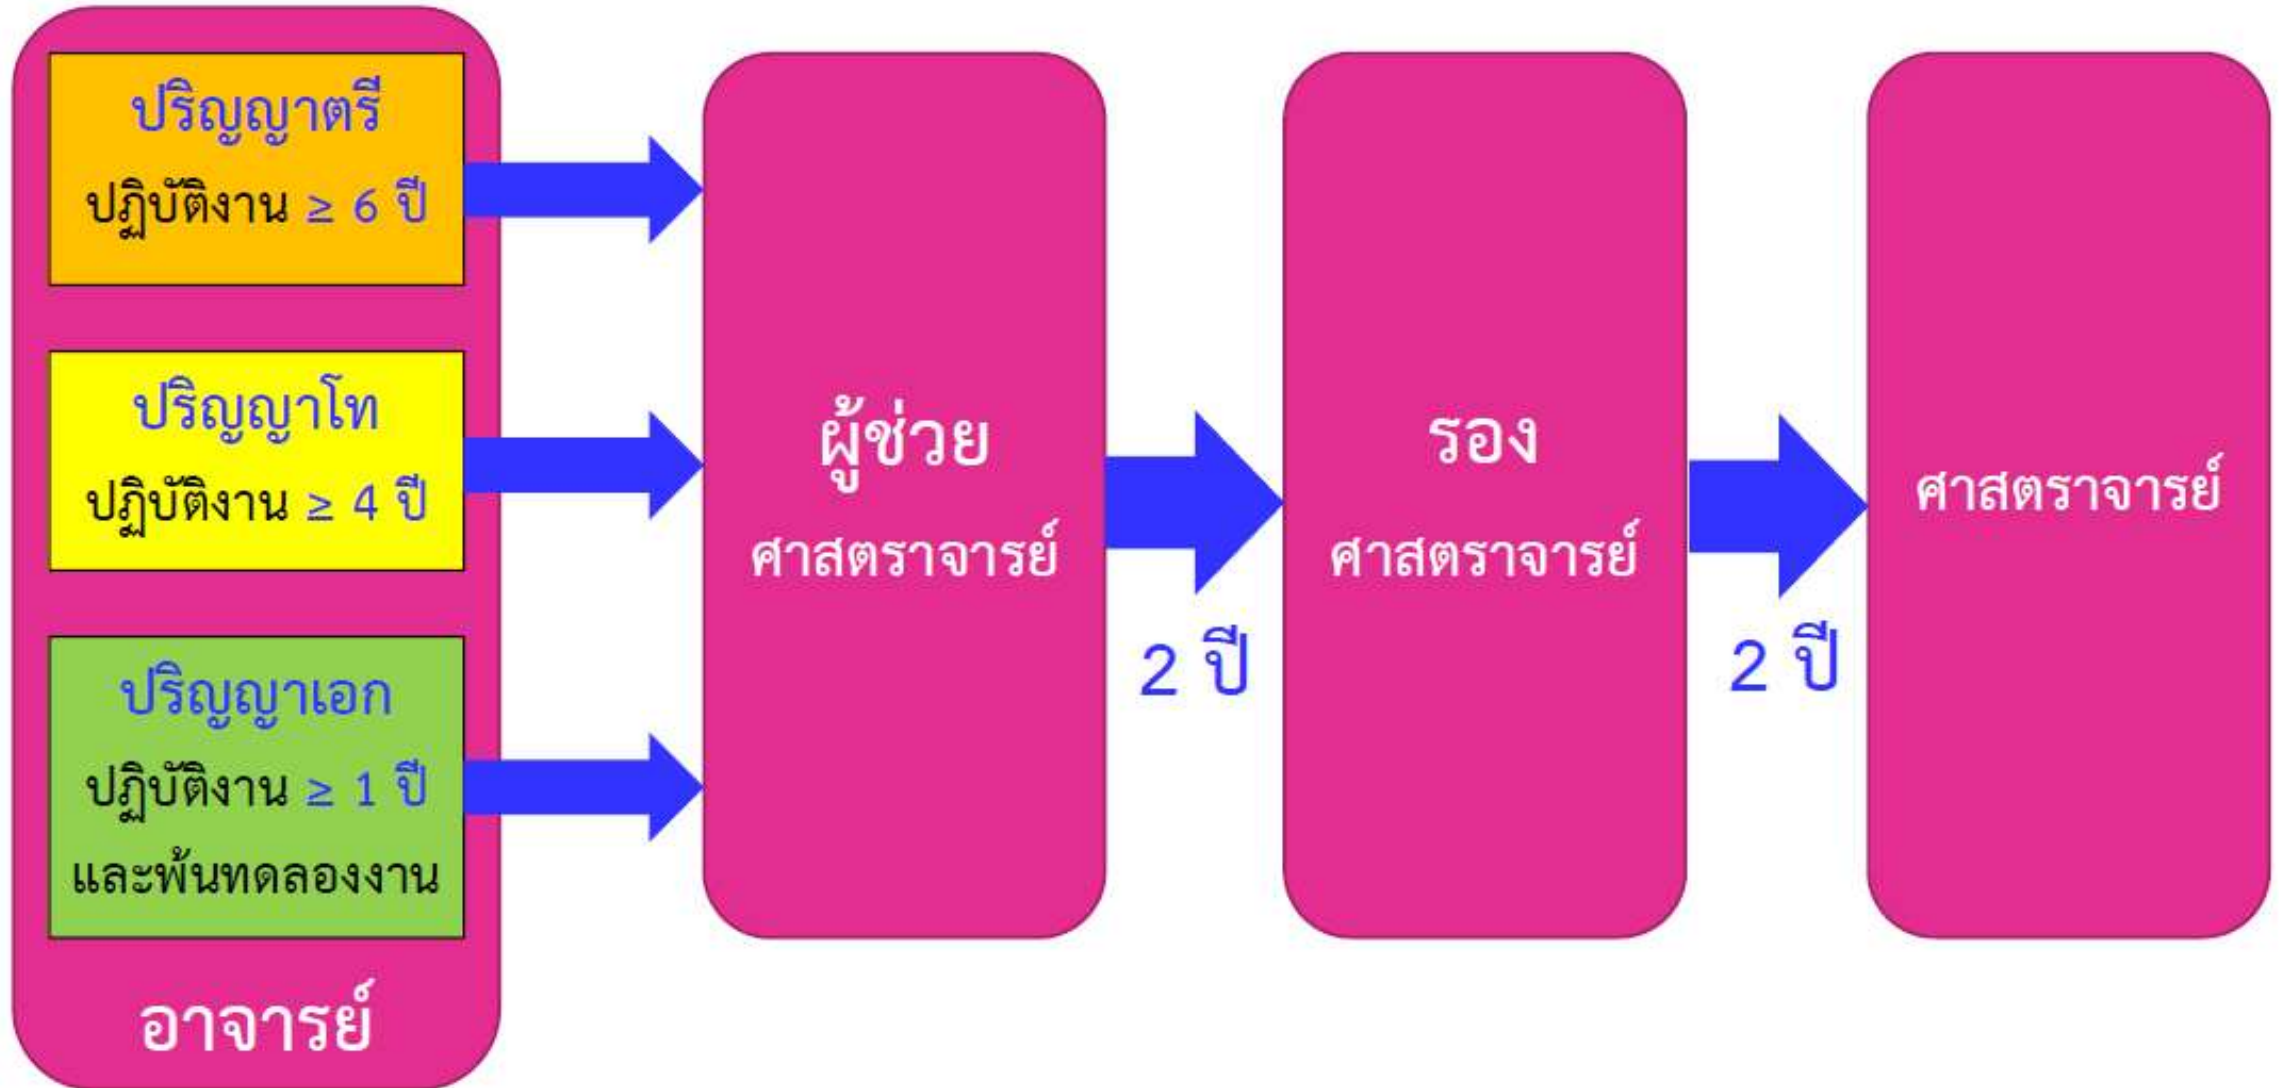 ปริญญาตรี
ปฏิบัติงาน ≥ 6 ปี
ปริญญาโท
ปฏิบัติงาน ≥ 4 ปี
ปริญญาเอก
ปฏิบัติงาน ≥ 1 ปี
และพ้นทดลองงาน
อาจารย์
ผู้ช่วย
ศาสตราจารย์
2 ปี
รอง
ศาสตราจารย์
2 ปี
ศาสตราจารย์